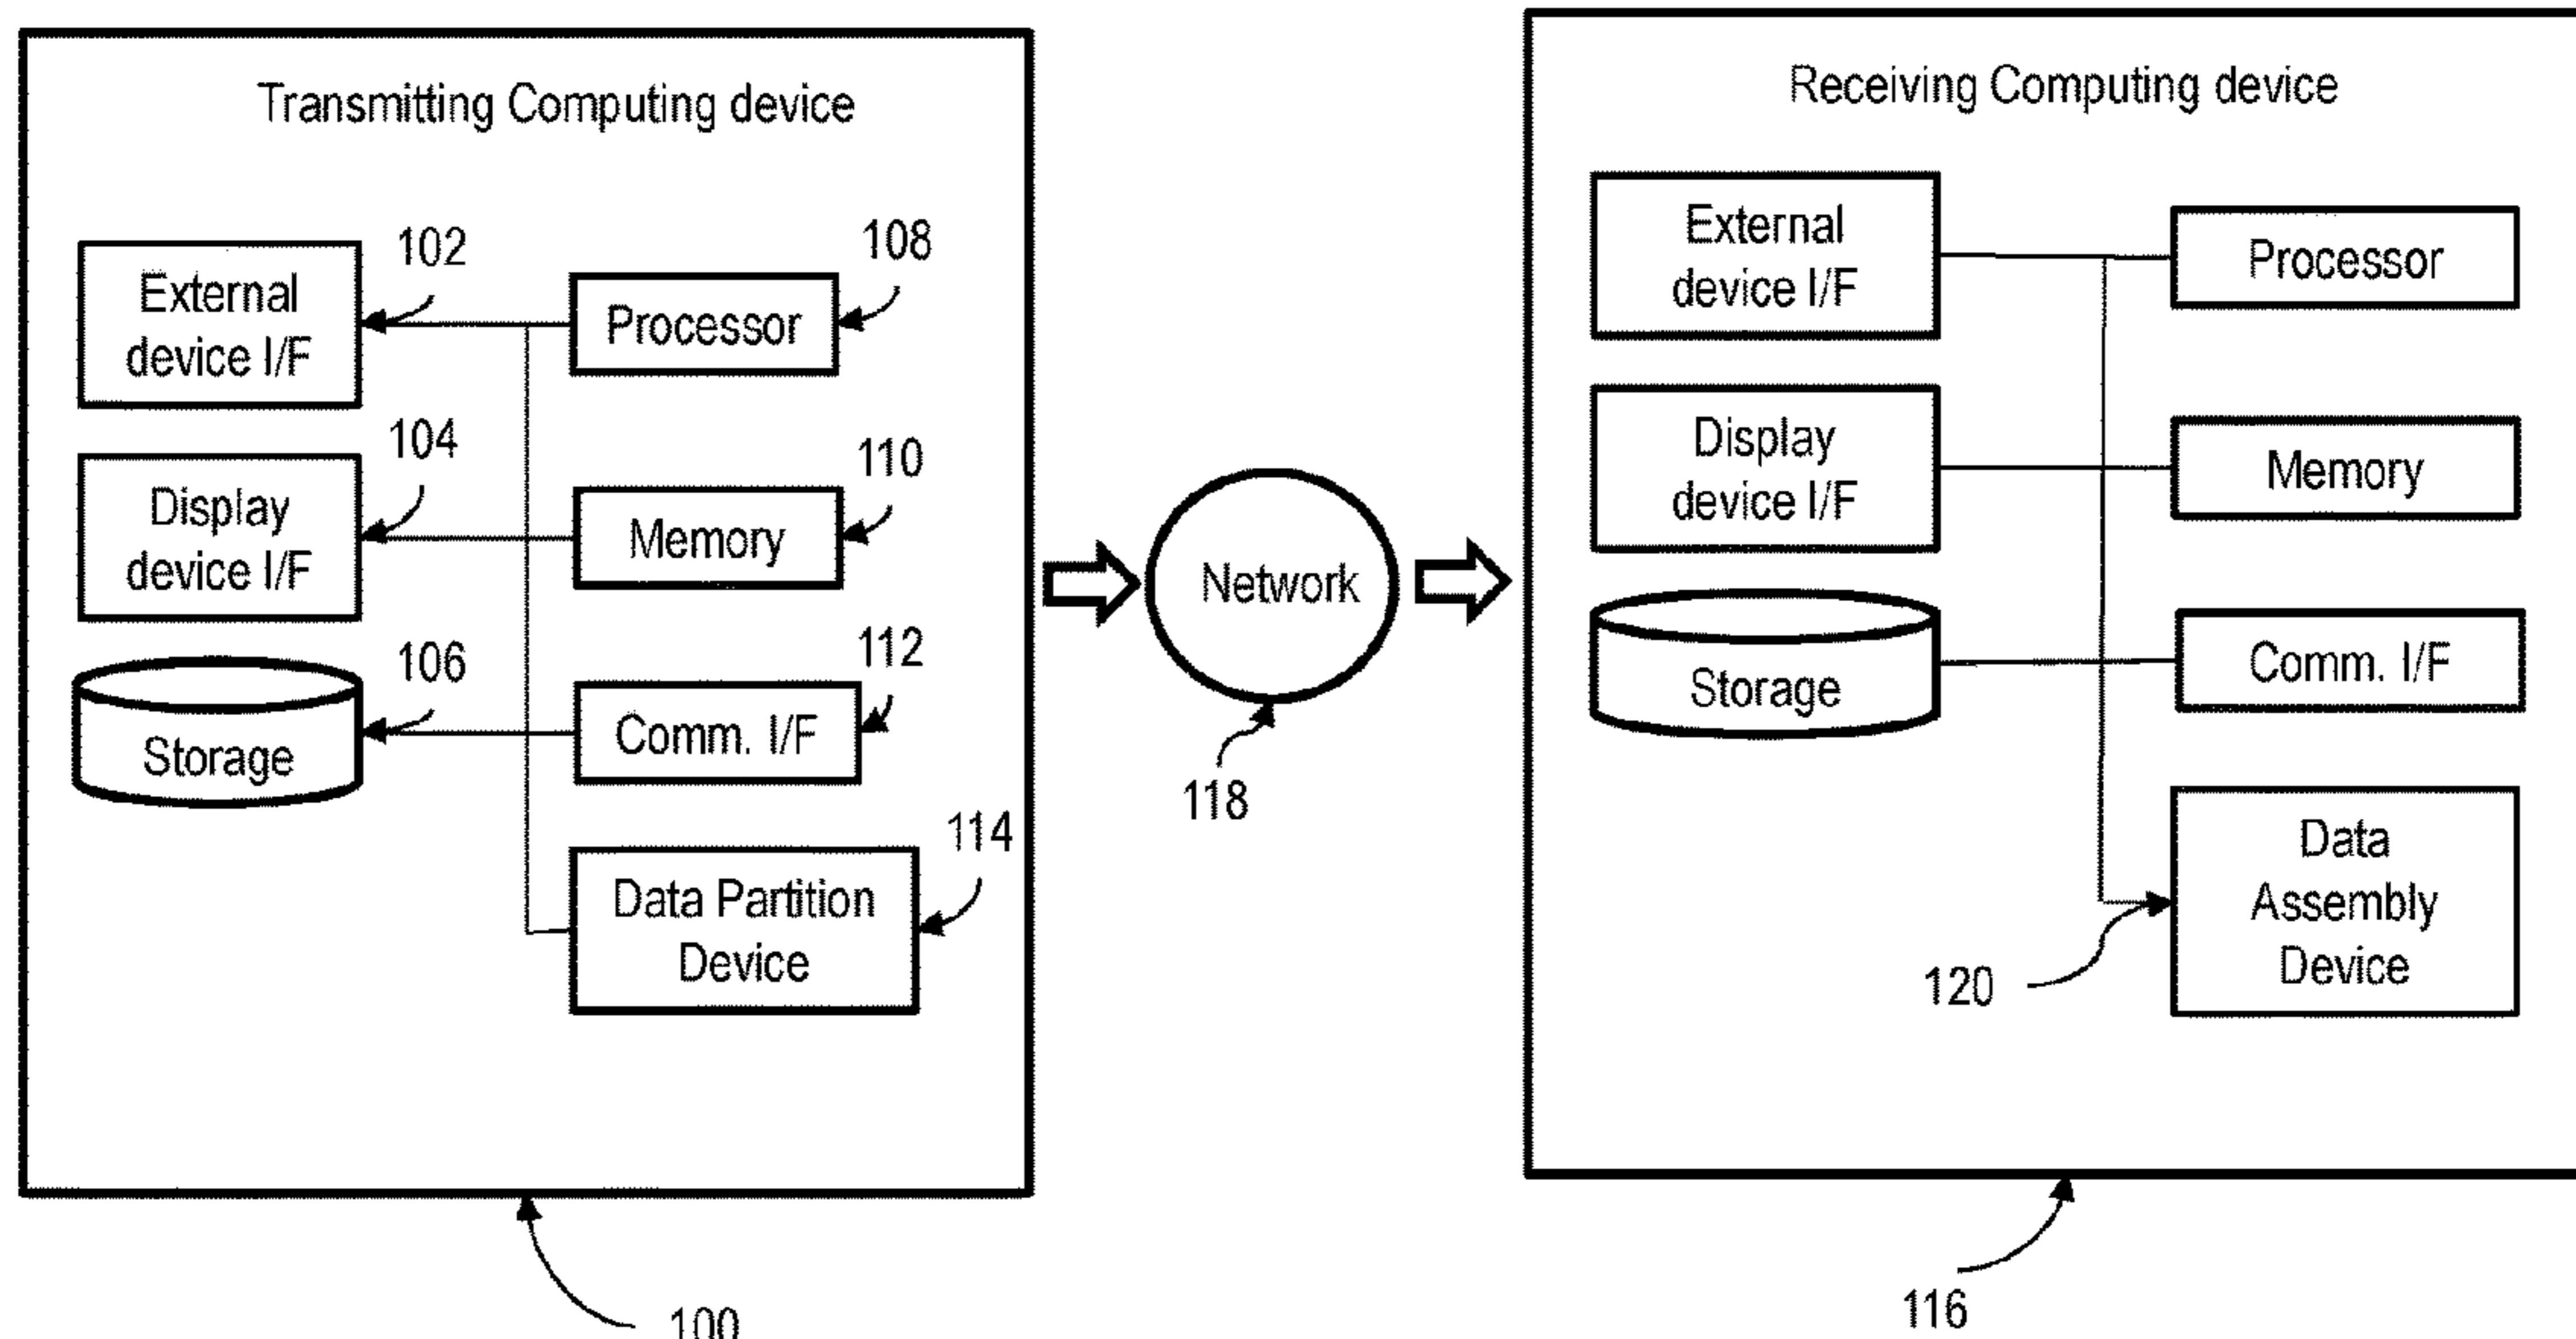 Transmitting Computing device
External
device I/F
102
Processor
108
Display
device I/F
104
Memory
110
Storage
106
Comm. I/F
112
Data Partition
Device
114
100
Network
118
Receiving Computing device
External
device I/F
Processor
Display
device I/F
Memory
Storage
Comm. I/F
Data
Assembly
Device
120
116